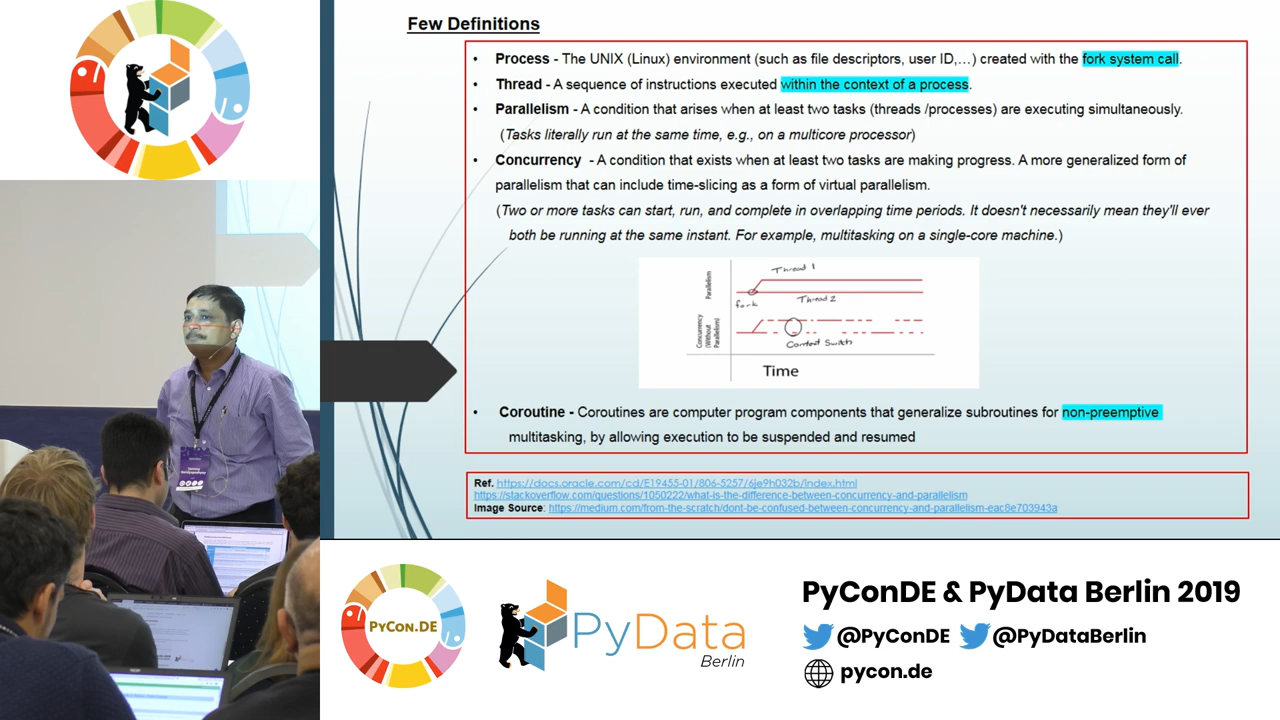 Few Definitions
• Process - The UNIX (Linux) environment (such as file descriptors, user ID,…) created with the fork system call.
• Thread - A sequence of instructions executed within the context of a process.
• Parallelism - A condition that arises when at least two tasks (threads /processes) are executing simultaneously.
(Tasks literally run at the same time, e.g., on a multicore processor)
• Concurrency - A condition that exists when at least two tasks are making progress. A more generalized form of
parallelism that can include time-slicing as a form of virtual parallelism.
(Two or more tasks can start, run, and complete in overlapping time periods. It doesn't necessarily mean they'll ever
both be running at the same instant. For example, multitasking on a single-core machine.)
Parallelism
Thread 1
fork
Thread 2
Concurrency
(Without
Parallelism)
Context Switch
Time
• Coroutine - Coroutines are computer program components that generalize subroutines for non-preemptive
multitasking, by allowing execution to be suspended and resumed
Ref. https://docs.oracle.com/cd/E19455-01/806-5257/6je9h032b/index.html
https://stackoverflow.com/questions/1050222/what-is-the-difference-between-concurrency-and-parallelism
Image Source: https://medium.com/from-the-scratch/dont-be-confused-between-concurrency-and-parallelism-eac8e703943a
PyCon.DE
PyData
Berlin
PyConDE & PyData Berlin 2019
@PyConDE @PyDataBerlin
pycon.de